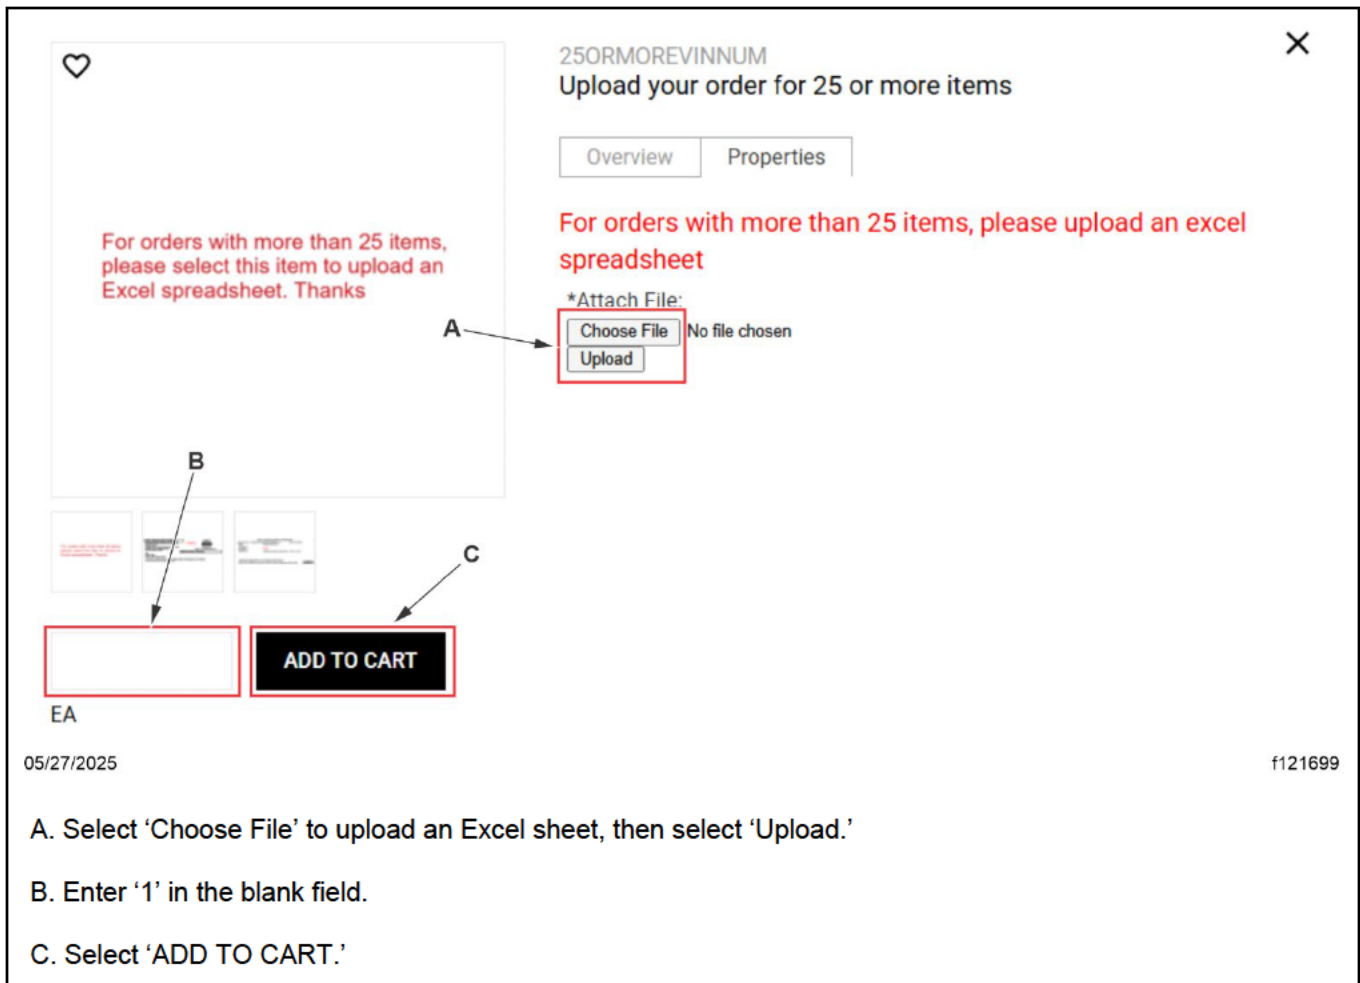 25ORMOREVINNUM
Upload your order for 25 or more items
Overview
Properties
For orders with more than 25 items, please upload an excel
spreadsheet
*Attach File:
Choose File No file chosen
Upload
For orders with more than 25 items,
please select this item to upload an
Excel spreadsheet. Thanks
A
B
C
ADD TO CART
EA
05/27/2025
f121699
A. Select ‘Choose File’ to upload an Excel sheet, then select ‘Upload.’
B. Enter ‘1’ in the blank field.
C. Select ‘ADD TO CART.’